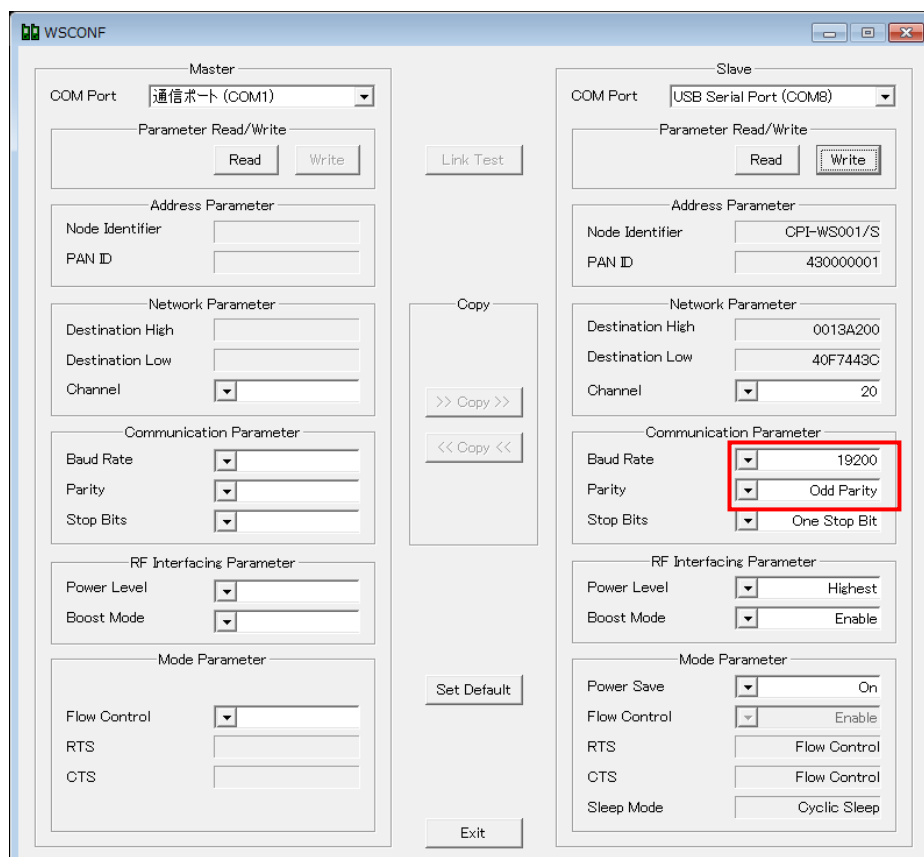 WSCONF
Master
COM Port 通信ポート (COM1)
Parameter Read/Write
Read Write
Address Parameter
Node Identifier
PAN ID
Network Parameter
Destination High
Destination Low
Channel
Communication Parameter
Baud Rate
Parity
Stop Bits
RF Interfacing Parameter
Power Level
Boost Mode
Mode Parameter
Flow Control
RTS
CTS
Link Test
Copy
>> Copy >>
<< Copy <<
Set Default
Exit
Slave
COM Port USB Serial Port (COM8)
Parameter Read/Write
Read Write
Address Parameter
Node Identifier CPI-WS001/S
PAN ID 430000001
Network Parameter
Destination High 0013A200
Destination Low 40F7443C
Channel 20
Communication Parameter
Baud Rate 19200
Parity Odd Parity
Stop Bits One Stop Bit
RF Interfacing Parameter
Power Level Highest
Boost Mode Enable
Mode Parameter
Power Save On
Flow Control Enable
RTS Flow Control
CTS Flow Control
Sleep Mode Cyclic Sleep